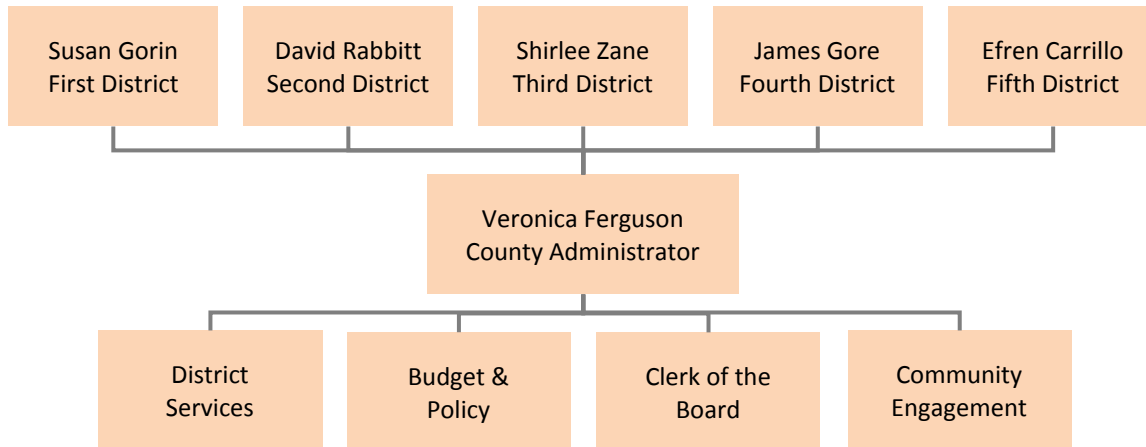 Susan Gorin
First District
David Rabbitt
Second District
Shirlee Zane
Third District
James Gore
Fourth District
Efren Carrillo
Fifth District
Veronica Ferguson
County Administrator
District
Services
Budget &
Policy
Clerk of the
Board
Community
Engagement